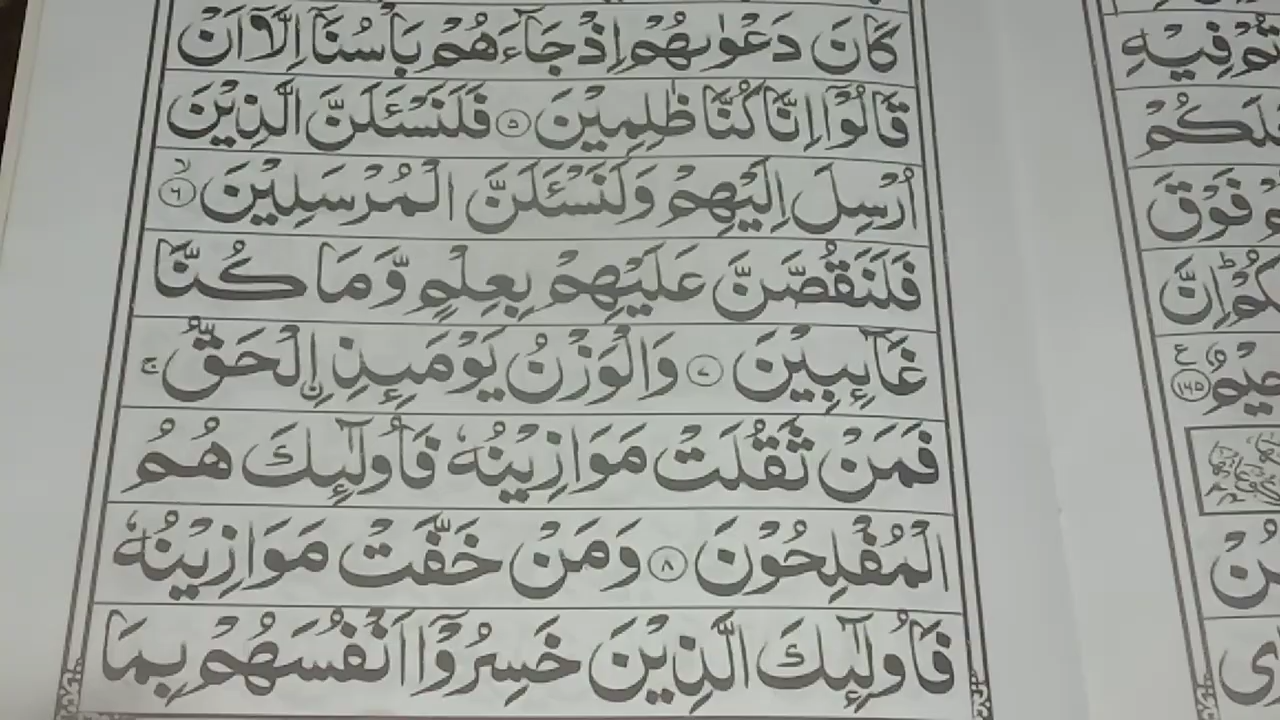 كَانَ دَعْوٰىهُمْ اِذْ جَآءَهُمْ بَاْسُنَاۤ اِلَّاۤ اَنْ
قَالُوْۤا اِنَّا كُنَّا ظٰلِمِيْنَ ۝٥ فَلَنَسْـَٔلَنَّ الَّذِيْنَ
اُرْسِلَ اِلَيْهِمْ وَلَنَسْـَٔلَنَّ الْمُرْسَلِيْنَ ۝٦ۙ
فَلَنَقُصَّنَّ عَلَيْهِمْ بِعِلْمٍ وَّمَا كُنَّا
غَآئِبِيْنَ ۝٧ وَالْوَزْنُ يَوْمَئِذِ ِۨالْحَقُّ ۚ
فَمَنْ ثَقُلَتْ مَوَازِيْنُهٗ فَاُولٰٓئِكَ هُمُ
الْمُفْلِحُوْنَ ۝٨ وَمَنْ خَفَّتْ مَوَازِيْنُهٗ
فَاُولٰٓئِكَ الَّذِيْنَ خَسِرُوْۤا اَنْفُسَهُمْ بِمَا
فِيْهِ
فَوْقَ
اِنَّ
١٦٥